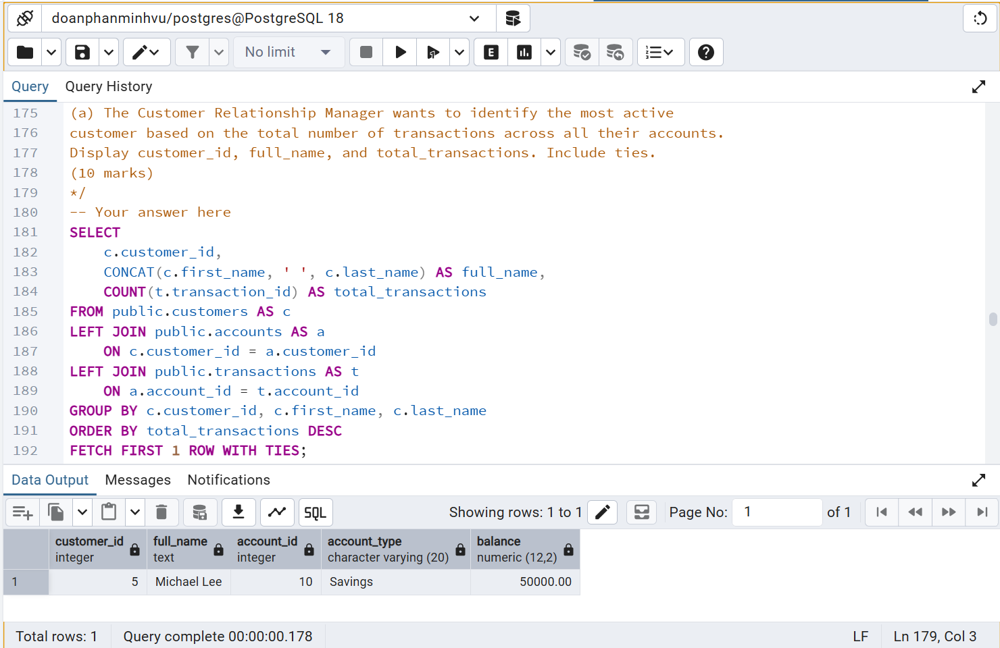 doanphanminhvu/postgres@PostgreSQL 18
No limit
Query Query History
175 (a) The Customer Relationship Manager wants to identify the most active
176 customer based on the total number of transactions across all their accounts.
177 Display customer_id, full_name, and total_transactions. Include ties.
178 (10 marks)
179 */
180 -- Your answer here
181 SELECT
182 c.customer_id,
183 CONCAT(c.first_name, ' ', c.last_name) AS full_name,
184 COUNT(t.transaction_id) AS total_transactions
185 FROM public.customers AS c
186 LEFT JOIN public.accounts AS a
187 ON c.customer_id = a.customer_id
188 LEFT JOIN public.transactions AS t
189 ON a.account_id = t.account_id
190 GROUP BY c.customer_id, c.first_name, c.last_name
191 ORDER BY total_transactions DESC
192 FETCH FIRST 1 ROW WITH TIES;
Data Output Messages Notifications
SQL Showing rows: 1 to 1 Page No: 1 of 1
customer_id full_name account_id account_type balance
integer text integer character varying (20) numeric (12,2)
1 5 Michael Lee 10 Savings 50000.00
Total rows: 1 Query complete 00:00:00.178 LF Ln 179, Col 3